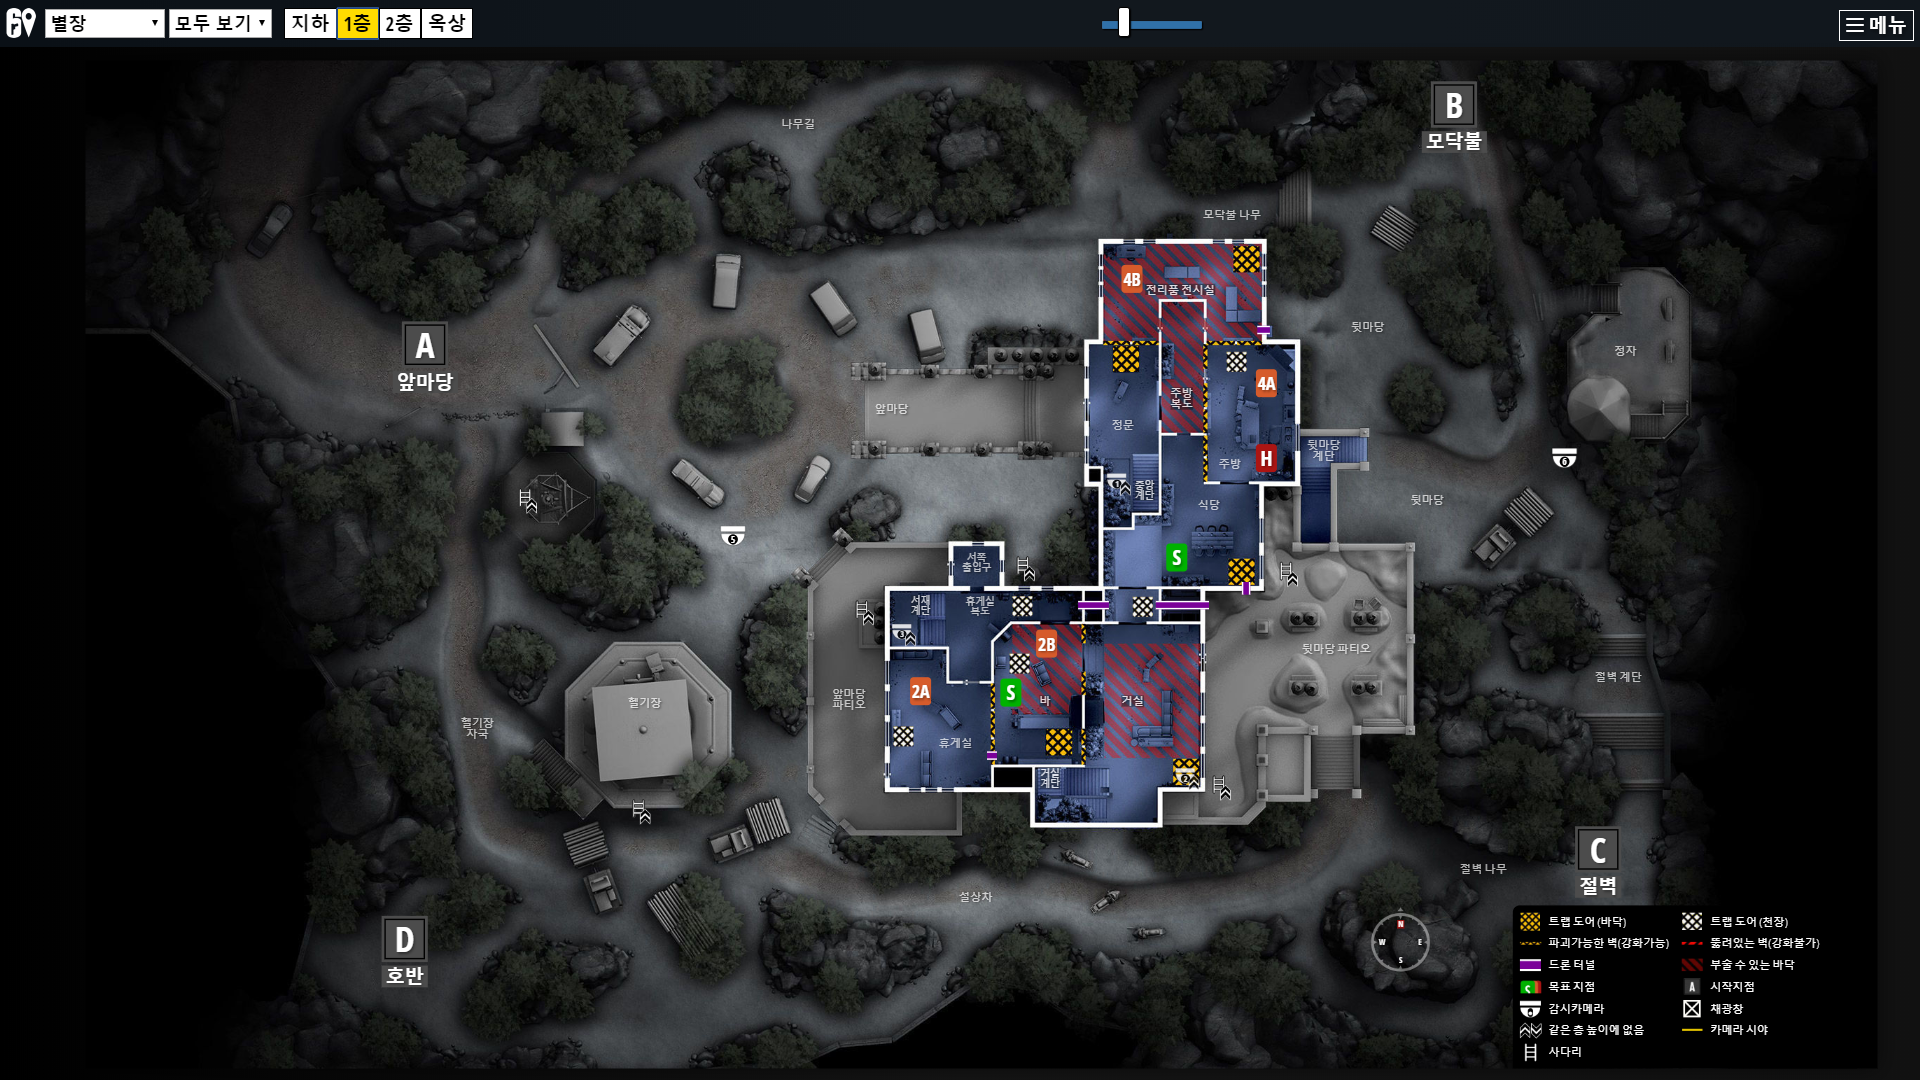 별장
모두 보기
지하
1층
2층
옥상
메뉴
나무길
B
모닥불
모닥불 나무
4B
전리품 전시실
뒷마당
정자
A
앞마당
앞마당
4A
주방
복도
정문
뒷마당
계단
H
주방
6
1
중앙
계단
식당
뒷마당
5
S
서쪽
출입구
서재
계단
휴게실
복도
3
2B
뒷마당 파티오
2A
S
바
거실
앞마당
파티오
헬기장
절벽 계단
헬기장
자국
휴게실
거실
계단
2
C
절벽
절벽 나무
설상차
D
호반
N
W
E
S
트랩 도어(바닥)
트랩 도어(천장)
파괴가능한 벽(강화가능)
뚫려있는 벽(강화불가)
드론 터널
부술 수 있는 바닥
S
목표 지점
A
시작지점
감시카메라
채광창
같은 층 높이에 없음
카메라 시야
사다리